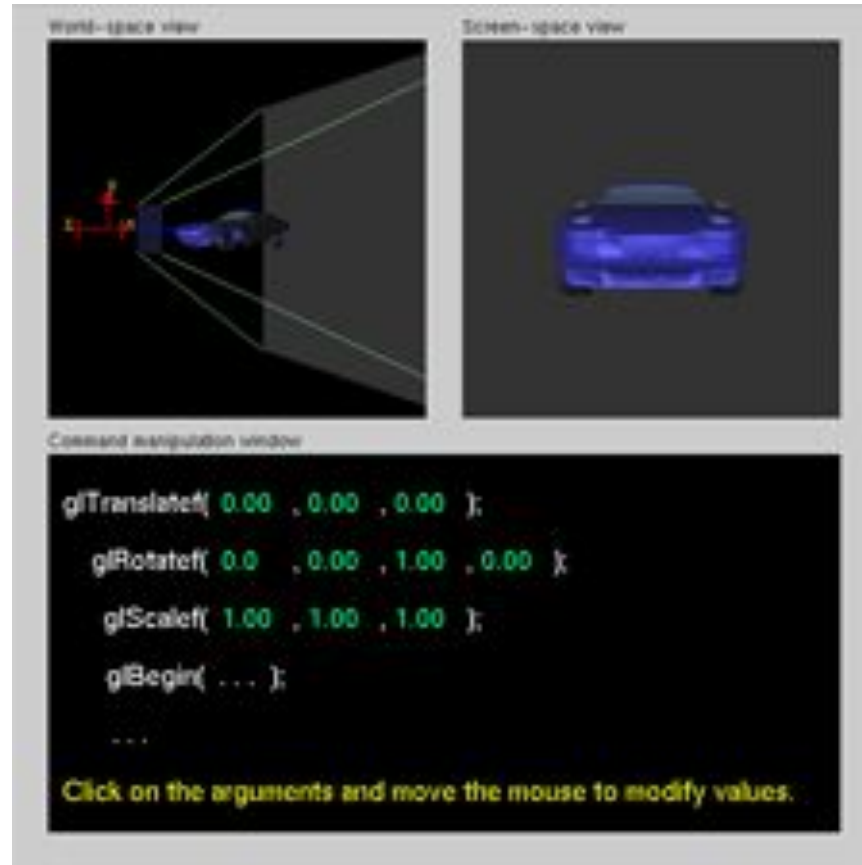 World-space view
Screen-space view
Command manipulation window
glTranslatef( 0.00 , 0.00 , 0.00 );
glRotatef( 0.0 , 0.00 , 1.00 , 0.00 );
glScalef( 1.00 , 1.00 , 1.00 );
glBegin( . . . );
. . .
Click on the arguments and move the mouse to modify values.